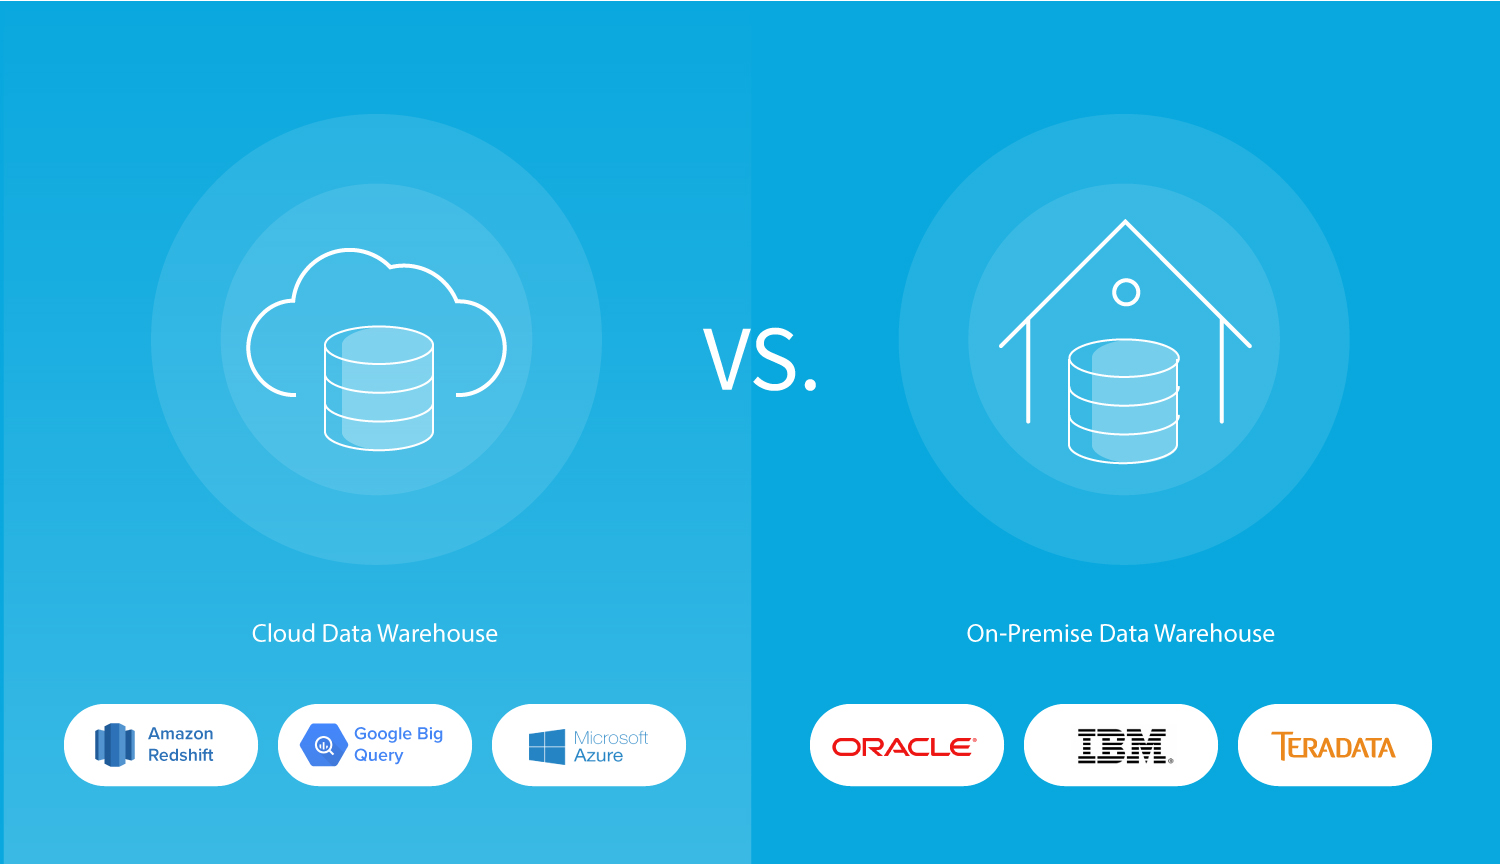 VS.
Cloud Data Warehouse
On-Premise Data Warehouse
Amazon
Redshift
Google Big
Query
Microsoft
Azure
ORACLE®
IBM®
TERADATA